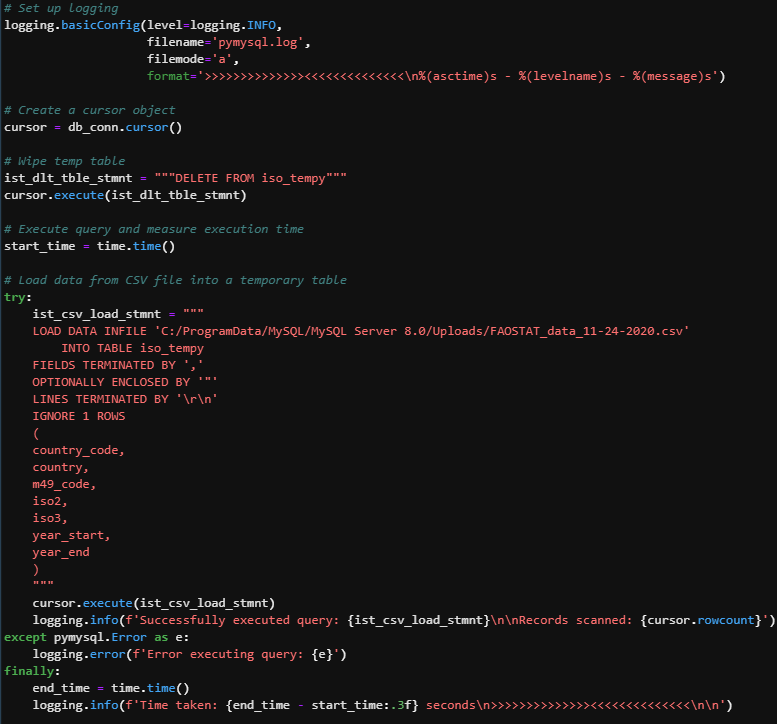 # Set up logging
logging.basicConfig(level=logging.INFO,
                    filename='pymysql.log',
                    filemode='a',
                    format='>>>>>>>>>>>>>><<<<<<<<<<<<<<\n%(asctime)s - %(levelname)s - %(message)s')

# Create a cursor object
cursor = db_conn.cursor()

# Wipe temp table
ist_dlt_tble_stmnt = """DELETE FROM iso_tempy"""
cursor.execute(ist_dlt_tble_stmnt)

# Execute query and measure execution time
start_time = time.time()

# Load data from CSV file into a temporary table
try:
    ist_csv_load_stmnt = """
    LOAD DATA INFILE 'C:/ProgramData/MySQL/MySQL Server 8.0/Uploads/FAOSTAT_data_11-24-2020.csv'
        INTO TABLE iso_tempy
    FIELDS TERMINATED BY ','
    OPTIONALLY ENCLOSED BY '"'
    LINES TERMINATED BY '\r\n'
    IGNORE 1 ROWS
    (
    country_code,
    country,
    m49_code,
    iso2,
    iso3,
    year_start,
    year_end
    )
    """
    cursor.execute(ist_csv_load_stmnt)
    logging.info(f'Successfully executed query: {ist_csv_load_stmnt}\n\nRecords scanned: {cursor.rowcount}')
except pymysql.Error as e:
    logging.error(f'Error executing query: {e}')
finally:
    end_time = time.time()
    logging.info(f'Time taken: {end_time - start_time:.3f} seconds\n>>>>>>>>>>>>>><<<<<<<<<<<<<<\n\n')